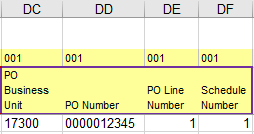 DC DD DE DF
001 001 001 001
PO
Business PO Line Schedule
Unit PO Number Number Number
17300 0000012345 1 1